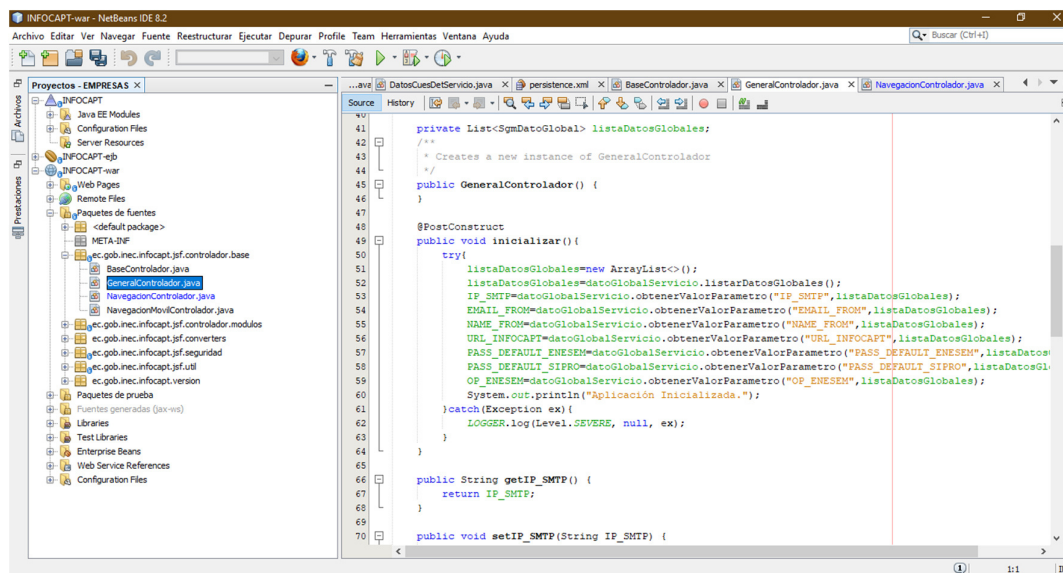 INFOCAPT-war - NetBeans IDE 8.2
Archivo Editar Ver Navegar Fuente Reestructurar Ejecutar Depurar Profile Team Herramientas Ventana Ayuda
Buscar (Ctrl+I)
Archivos
Prestaciones
Proyectos - EMPRESAS
INFOCAPT
Java EE Modules
Configuration Files
Server Resources
INFOCAPT-ejb
INFOCAPT-war
Web Pages
Remote Files
Paquetes de fuentes
<default package>
META-INF
ec.gob.inec.infocapt.jsf.controlador.base
BaseControlador.java
GeneralControlador.java
NavegacionControlador.java
NavegacionMovilControlador.java
ec.gob.inec.infocapt.jsf.controlador.modulos
ec.gob.inec.infocapt.jsf.converters
ec.gob.inec.infocapt.jsf.seguridad
ec.gob.inec.infocapt.jsf.util
ec.gob.inec.infocapt.version
Paquetes de prueba
Fuentes generadas (jax-ws)
Libraries
Test Libraries
Enterprise Beans
Web Service References
Configuration Files
...ava DatosCuesDetServicio.java persistence.xml BaseControlador.java GeneralControlador.java NavegacionControlador.java
Source History
40
41 private List<SgmDatoGlobal> listaDatosGlobales;
42 /**
43 * Creates a new instance of GeneralControlador
44 */
45 public GeneralControlador() {
46 }
47
48 @PostConstruct
49 public void inicializar(){
50 try{
51 listaDatosGlobales=new ArrayList<>();
52 listaDatosGlobales=datoGlobalServicio.listarDatosGlobales();
53 IP_SMTP=datoGlobalServicio.obtenerValorParametro("IP_SMTP",listaDatosGlobales);
54 EMAIL_FROM=datoGlobalServicio.obtenerValorParametro("EMAIL_FROM",listaDatosGlobales);
55 NAME_FROM=datoGlobalServicio.obtenerValorParametro("NAME_FROM",listaDatosGlobales);
56 URL_INFOCAPT=datoGlobalServicio.obtenerValorParametro("URL_INFOCAPT",listaDatosGlobales);
57 PASS_DEFAULT_ENESEM=datoGlobalServicio.obtenerValorParametro("PASS_DEFAULT_ENESEM",listaDatos
58 PASS_DEFAULT_SIPRO=datoGlobalServicio.obtenerValorParametro("PASS_DEFAULT_SIPRO",listaDatosGl
59 OP_ENESEM=datoGlobalServicio.obtenerValorParametro("OP_ENESEM",listaDatosGlobales);
60 System.out.println("Aplicación Inicializada.");
61 }catch(Exception ex){
62 LOGGER.log(Level.SEVERE, null, ex);
63 }
64 }
65
66 public String getIP_SMTP() {
67 return IP_SMTP;
68 }
69
70 public void setIP_SMTP(String IP_SMTP) {
1 1:1